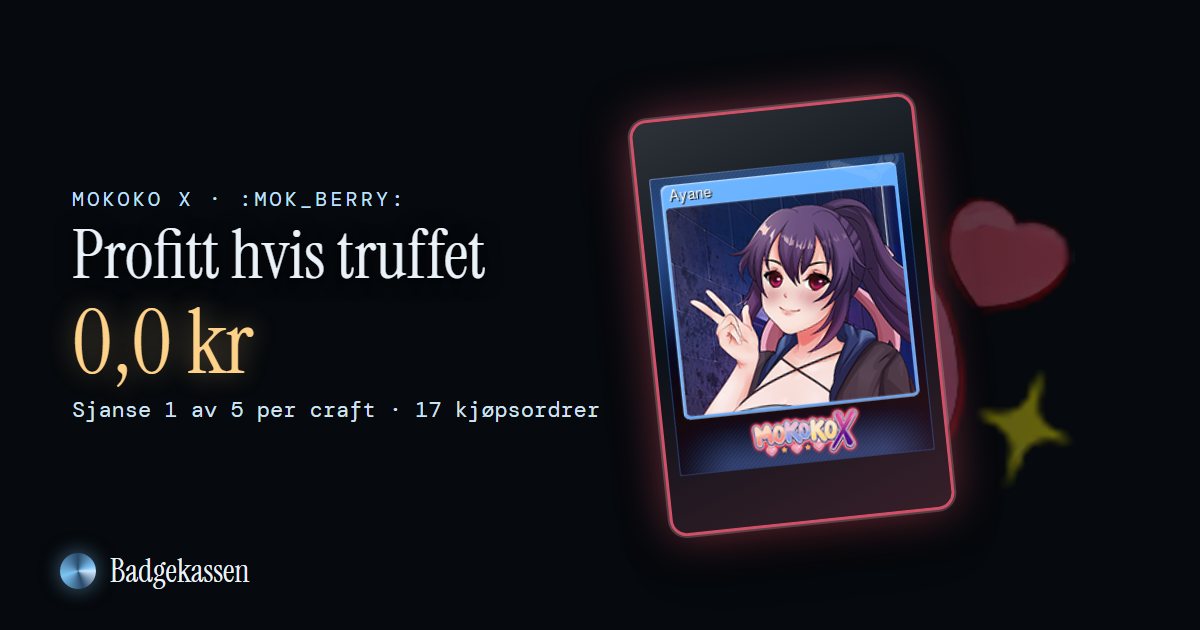 MOKOKO X · :MOK_BERRY:
Profitt hvis truffet
0,0 kr
Sjanse 1 av 5 per craft · 17 kjøpsordrer
Ayane
MOKOKO X
Badgekassen